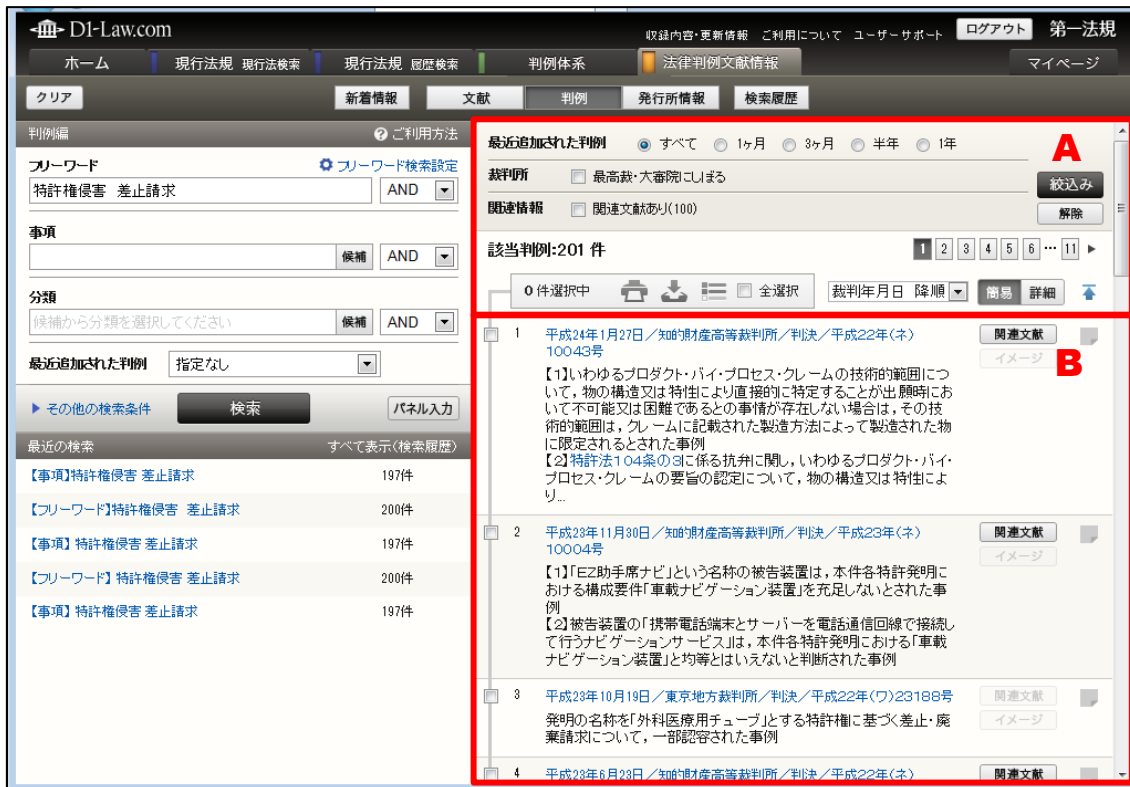 D1-Law.com
収録内容・更新情報 ご利用について ユーザーサポート ログアウト 第一法規
ホーム 現行法規 現行法検索 現行法規 履歴検索 判例体系 法律判例文献情報 マイページ
クリア 新着情報 文献 判例 発行所情報 検索履歴
判例編 ? ご利用方法
フリーワード フリーワード検索設定
特許権侵害 差止請求 AND
事項
候補 AND
分類
候補から分類を選択してください 候補 AND
最近追加された判例 指定なし
その他の検索条件 検索 パネル入力
最近の検索 すべて表示(検索履歴)
【事項】特許権侵害 差止請求 197件
【フリーワード】特許権侵害 差止請求 200件
【事項】 特許権侵害 差止請求 197件
【フリーワード】 特許権侵害 差止請求 200件
【事項】 特許権侵害 差止請求 197件
最近追加された判例 すべて 1ヶ月 3ヶ月 半年 1年
A
裁判所 最高裁・大審院にしぼる
絞込み
関連情報 関連文献あり(100)
解除
該当判例:201 件 1 2 3 4 5 6 … 11
0 件選択中 全選択 裁判年月日 降順 簡易 詳細
1 平成24年1月27日／知的財産高等裁判所／判決／平成22年(ネ)
10043号
関連文献
イメージ
B
【1】いわゆるプロダクト・バイ・プロセス・クレームの技術的範囲につ
いて，物の構造又は特性により直接的に特定することが出願時にお
いて不可能又は困難であるとの事情が存在しない場合は，その技
術的範囲は，クレームに記載された製造方法によって製造された物
に限定されるとされた事例
【2】特許法104条の3に係る抗弁に関し，いわゆるプロダクト・バイ・
プロセス・クレームの要旨の認定について，物の構造又は特性によ
り...
2 平成23年11月30日／知的財産高等裁判所／判決／平成23年(ネ)
10004号
関連文献
イメージ
【1】「EZ助手席ナビ」という名称の被告装置は，本件各特許発明に
おける構成要件「車載ナビゲーション装置」を充足しないとされた事
例
【2】被告装置の「携帯電話端末とサーバーを電話通信回線で接続し
て行うナビゲーションサービス」は，本件各特許発明における「車載
ナビゲーション装置」と均等とはいえないと判断された事例
3 平成23年10月19日／東京地方裁判所／判決／平成22年(ワ)23188号
関連文献
イメージ
発明の名称を「外科医療用チューブ」とする特許権に基づく差止・廃
棄請求について，一部認容された事例
4 平成23年6月23日／知的財産高等裁判所／判決／平成22年(ネ)
関連文献